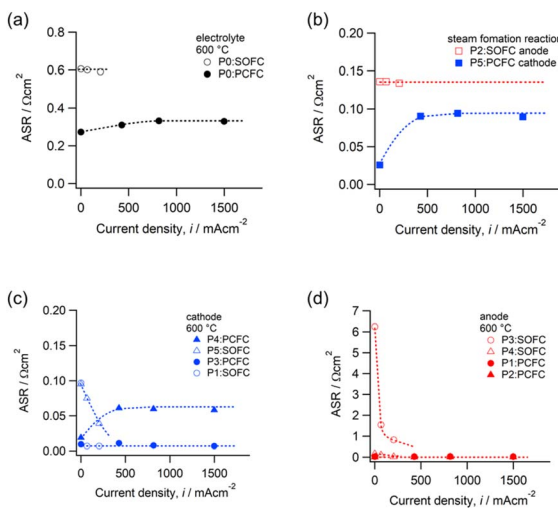 (a)
electrolyte
600 °C
P0:SOFC
P0:PCFC
ASR / Ωcm²
0.8
0.6
0.4
0.2
0.0
0
500
1000
1500
Current density, i / mAcm⁻²
(b)
steam fomation reaction
P2:SOFC anode
P5:PCFC cathode
ASR / Ωcm²
0.20
0.15
0.10
0.05
0.00
0
500
1000
1500
Current density, i / mAcm⁻²
(c)
cathode
600 °C
P4:PCFC
P5:SOFC
P3:PCFC
P1:SOFC
ASR / Ωcm²
0.20
0.15
0.10
0.05
0.00
0
500
1000
1500
Current density, i / mAcm⁻²
(d)
anode
600 °C
P3:SOFC
P4:SOFC
P1:PCFC
P2:PCFC
ASR / Ωcm²
7
6
5
4
3
2
1
0
0
500
1000
1500
Current density, i / mAcm⁻²